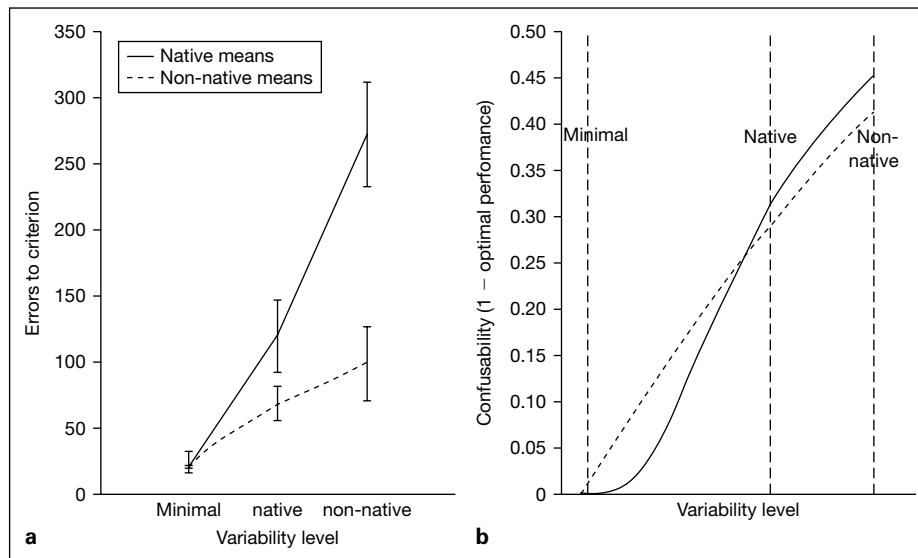 350
300
250
200
150
100
50
0
Errors to criterion
Native means
Non-native means
Minimal
native
non-native
Variability level
a
0.50
0.45
0.40
0.35
0.30
0.25
0.20
0.15
0.10
0.05
0
Confusability (1 − optimal perfomance)
Minimal
Native
Non-
native
Variability level
b